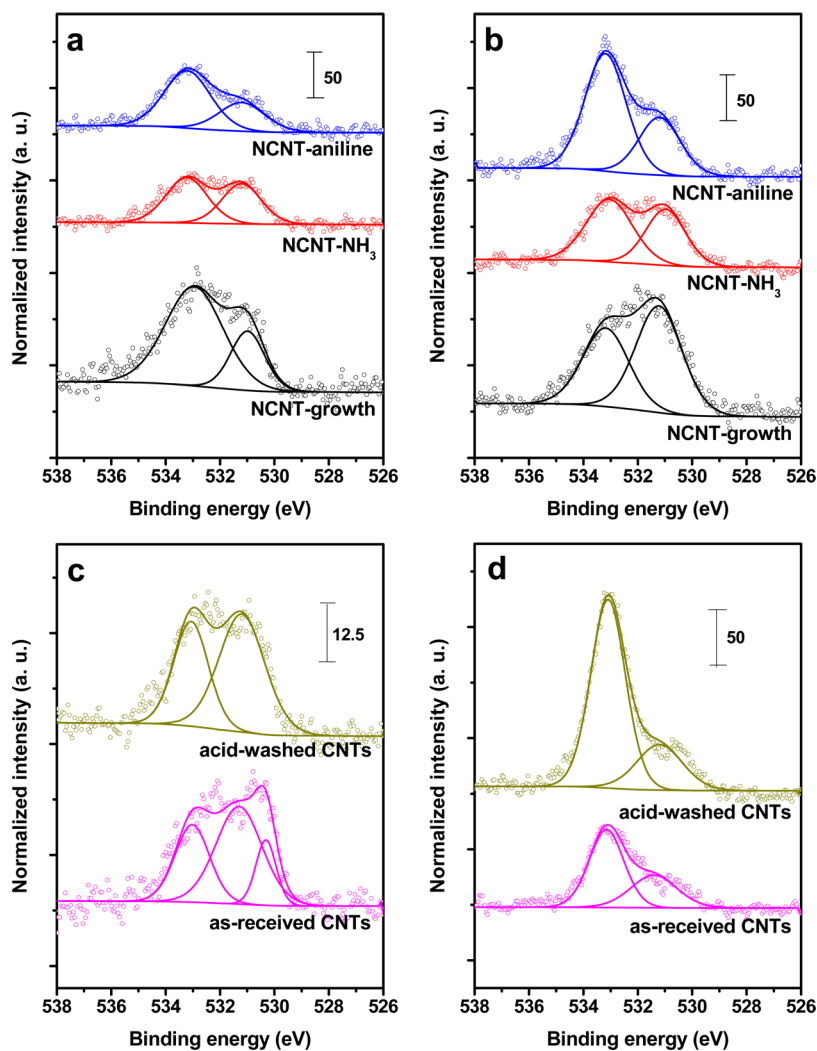 a
50
NCNT-aniline
NCNT-NH₃
NCNT-growth
Normalized intensity (a. u.)
538 536 534 532 530 528 526
Binding energy (eV)
b
50
NCNT-aniline
NCNT-NH₃
NCNT-growth
Normalized intensity (a. u.)
538 536 534 532 530 528 526
Binding energy (eV)
c
12.5
acid-washed CNTs
as-received CNTs
Normalized intensity (a. u.)
538 536 534 532 530 528 526
Binding energy (eV)
d
50
acid-washed CNTs
as-received CNTs
Normalized intensity (a. u.)
538 536 534 532 530 528 526
Binding energy (eV)